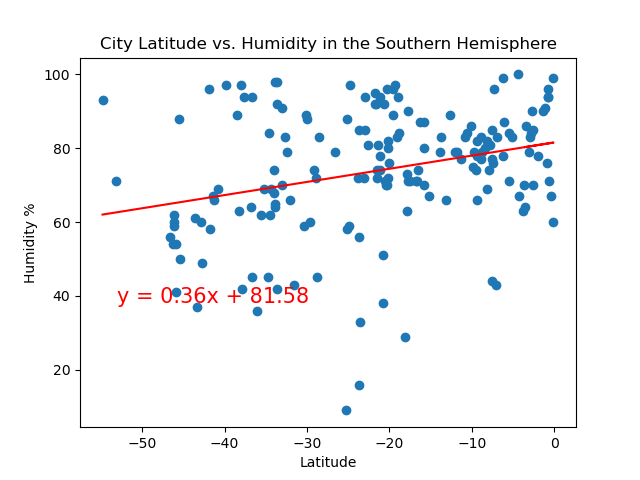 City Latitude vs. Humidity in the Southern Hemisphere
100
80
60
40
20
Humidity %
y = 0.36x + 81.58
−50
−40
−30
−20
−10
0
Latitude